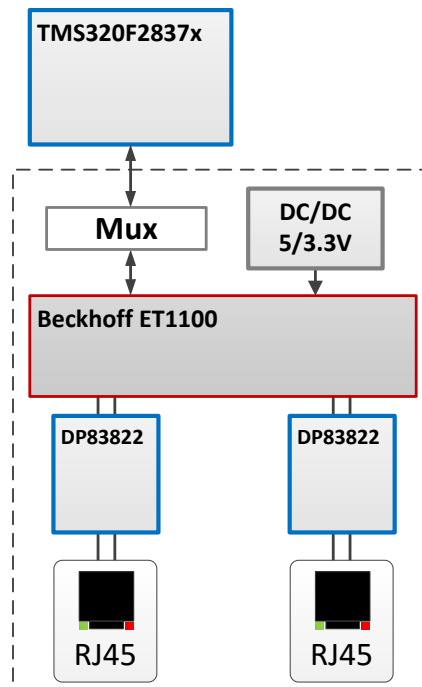 TMS320F2837x
Mux
DC/DC
5/3.3V
Beckhoff ET1100
DP83822
DP83822
RJ45
RJ45